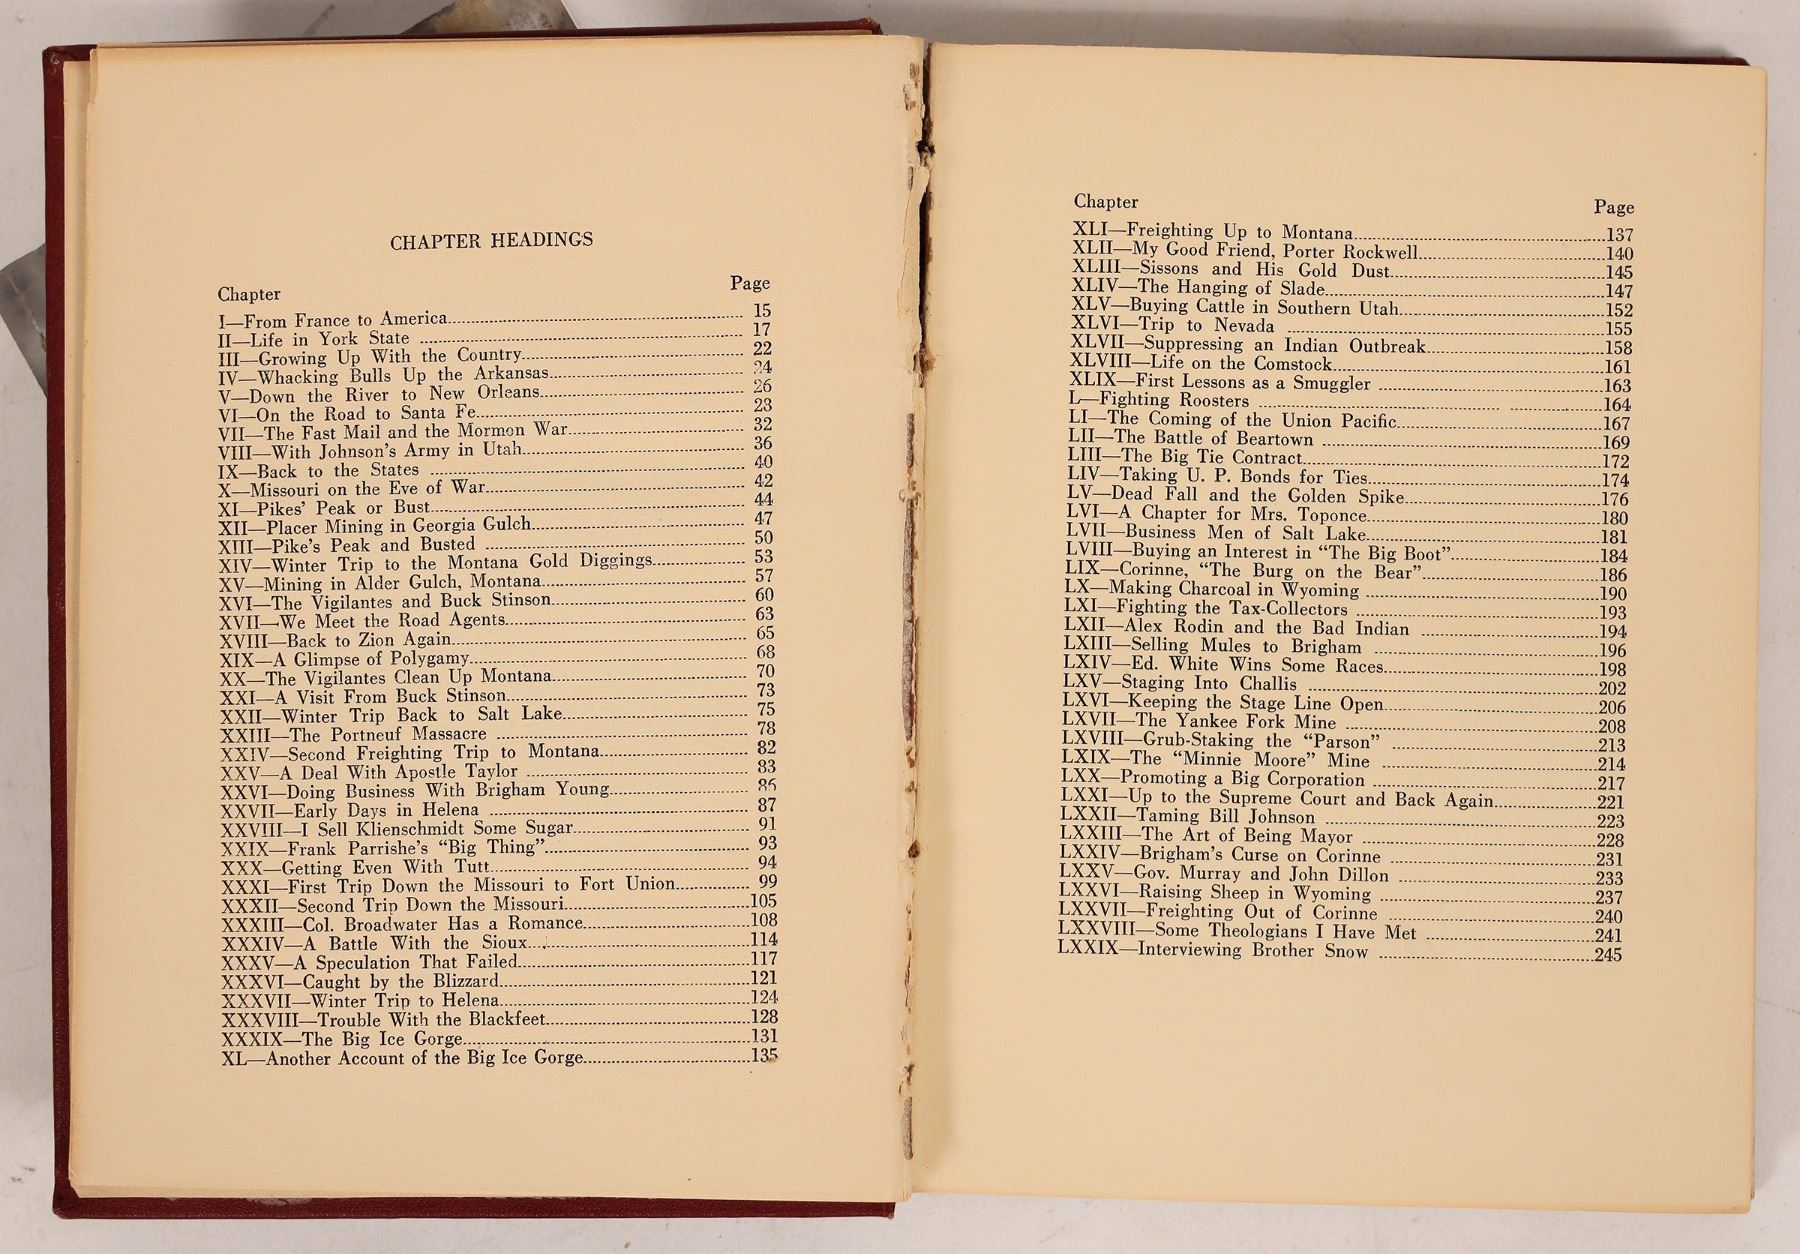 CHAPTER HEADINGS
Chapter Page
I—From France to America 15
II—Life in York State 17
III—Growing Up With the Country 22
IV—Whacking Bulls Up the Arkansas 24
V—Down the River to New Orleans 26
VI—On the Road to Santa Fe 23
VII—The Fast Mail and the Mormon War 32
VIII—With Johnson's Army in Utah 36
IX—Back to the States 40
X—Missouri on the Eve of War 42
XI—Pikes' Peak or Bust 44
XII—Placer Mining in Georgia Gulch 47
XIII—Pike's Peak and Busted 50
XIV—Winter Trip to the Montana Gold Diggings 53
XV—Mining in Alder Gulch, Montana 57
XVI—The Vigilantes and Buck Stinson 60
XVII—We Meet the Road Agents 63
XVIII—Back to Zion Again 65
XIX—A Glimpse of Polygamy 68
XX—The Vigilantes Clean Up Montana 70
XXI—A Visit From Buck Stinson 73
XXII—Winter Trip Back to Salt Lake 75
XXIII—The Portneuf Massacre 78
XXIV—Second Freighting Trip to Montana 82
XXV—A Deal With Apostle Taylor 83
XXVI—Doing Business With Brigham Young 86
XXVII—Early Days in Helena 87
XXVIII—I Sell Klienschmidt Some Sugar 91
XXIX—Frank Parrishe's "Big Thing" 93
XXX—Getting Even With Tutt 94
XXXI—First Trip Down the Missouri to Fort Union 99
XXXII—Second Trip Down the Missouri 105
XXXIII—Col. Broadwater Has a Romance 108
XXXIV—A Battle With the Sioux 114
XXXV—A Speculation That Failed 117
XXXVI—Caught by the Blizzard 121
XXXVII—Winter Trip to Helena 124
XXXVIII—Trouble With the Blackfeet 128
XXXIX—The Big Ice Gorge 131
XL—Another Account of the Big Ice Gorge 135
Chapter Page
XLI—Freighting Up to Montana 137
XLII—My Good Friend, Porter Rockwell 140
XLIII—Sissons and His Gold Dust 145
XLIV—The Hanging of Slade 147
XLV—Buying Cattle in Southern Utah 152
XLVI—Trip to Nevada 155
XLVII—Suppressing an Indian Outbreak 158
XLVIII—Life on the Comstock 161
XLIX—First Lessons as a Smuggler 163
L—Fighting Roosters 164
LI—The Coming of the Union Pacific 167
LII—The Battle of Beartown 169
LIII—The Big Tie Contract 172
LIV—Taking U. P. Bonds for Ties 174
LV—Dead Fall and the Golden Spike 176
LVI—A Chapter for Mrs. Toponce 180
LVII—Business Men of Salt Lake 181
LVIII—Buying an Interest in "The Big Boot" 184
LIX—Corinne, "The Burg on the Bear" 186
LX—Making Charcoal in Wyoming 190
LXI—Fighting the Tax-Collectors 193
LXII—Alex Rodin and the Bad Indian 194
LXIII—Selling Mules to Brigham 196
LXIV—Ed. White Wins Some Races 198
LXV—Staging Into Challis 202
LXVI—Keeping the Stage Line Open 206
LXVII—The Yankee Fork Mine 208
LXVIII—Grub-Staking the "Parson" 213
LXIX—The "Minnie Moore" Mine 214
LXX—Promoting a Big Corporation 217
LXXI—Up to the Supreme Court and Back Again 221
LXXII—Taming Bill Johnson 223
LXXIII—The Art of Being Mayor 228
LXXIV—Brigham's Curse on Corinne 231
LXXV—Gov. Murray and John Dillon 233
LXXVI—Raising Sheep in Wyoming 237
LXXVII—Freighting Out of Corinne 240
LXXVIII—Some Theologians I Have Met 241
LXXIX—Interviewing Brother Snow 245